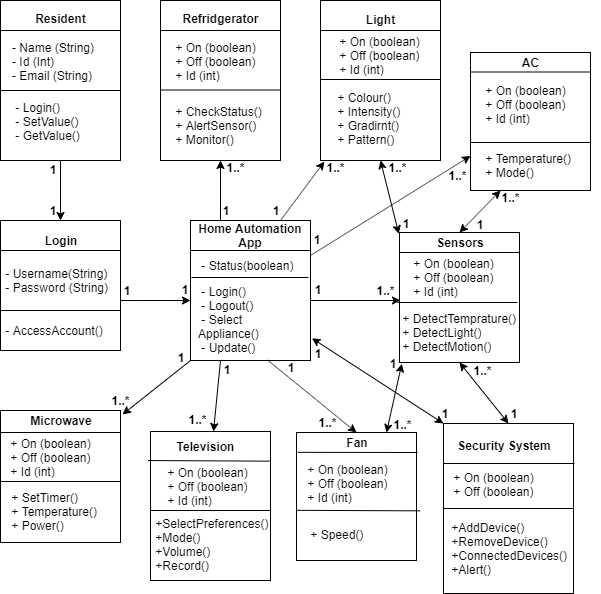 Resident
- Name (String)
- Id (Int)
- Email (String)
- Login()
- SetValue()
- GetValue()
Refridgerator
+ On (boolean)
+ Off (boolean)
+ Id (int)
+ CheckStatus()
+ AlertSensor()
+ Monitor()
Light
+ On (boolean)
+ Off (boolean)
+ Id (int)
+ Colour()
+ Intensity()
+ Gradirnt()
+ Pattern()
AC
+ On (boolean)
+ Off (boolean)
+ Id (int)
+ Temperature()
+ Mode()
1
1..*
1..*
1..*
1..*
1..*
1
1
1
1
1
1
Login
- Username(String)
- Password (String)
- AccessAccount()
1
1
Home Automation
App
- Status(boolean)
- Login()
- Logout()
- Select
Appliance()
- Update()
1
1..*
Sensors
+ On (boolean)
+ Off (boolean)
+ Id (int)
+ DetectTemprature()
+ DetectLight()
+ DetectMotion()
1
1
1
1
1
1..*
1..*
1..*
1..*
1..*
1
1
Microwave
+ On (boolean)
+ Off (boolean)
+ Id (int)
+ SetTimer()
+ Temperature()
+ Power()
Television
+ On (boolean)
+ Off (boolean)
+ Id (int)
+SelectPreferences()
+ Mode()
+ Volume()
+ Record()
Fan
+ On (boolean)
+ Off (boolean)
+ Id (int)
+ Speed()
Security System
+ On (boolean)
+ Off (boolean)
+AddDevice()
+RemoveDevice()
+ConnectedDevices()
+Alert()